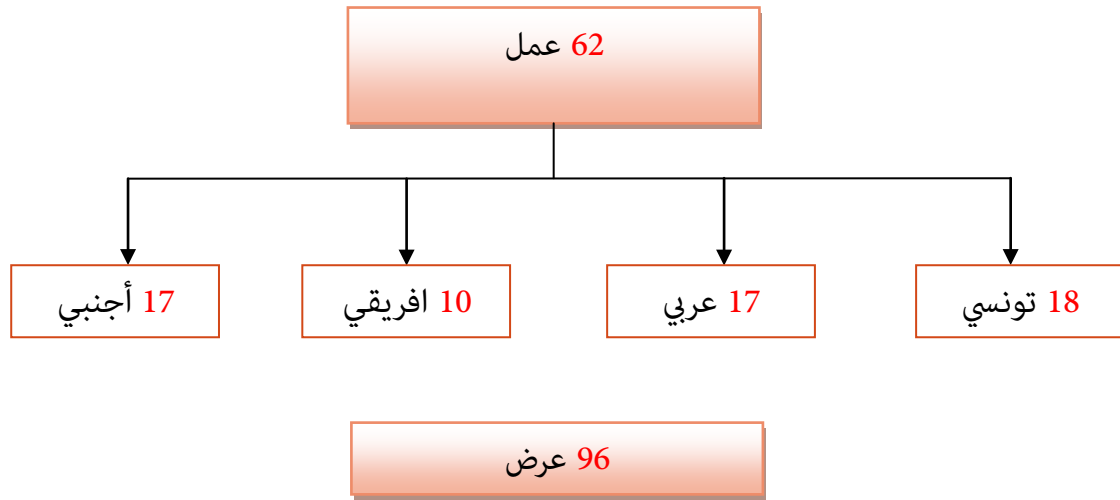 62 عمل
18 تونسي
17 عربي
10 افريقي
17 أجنبي
96 عرض